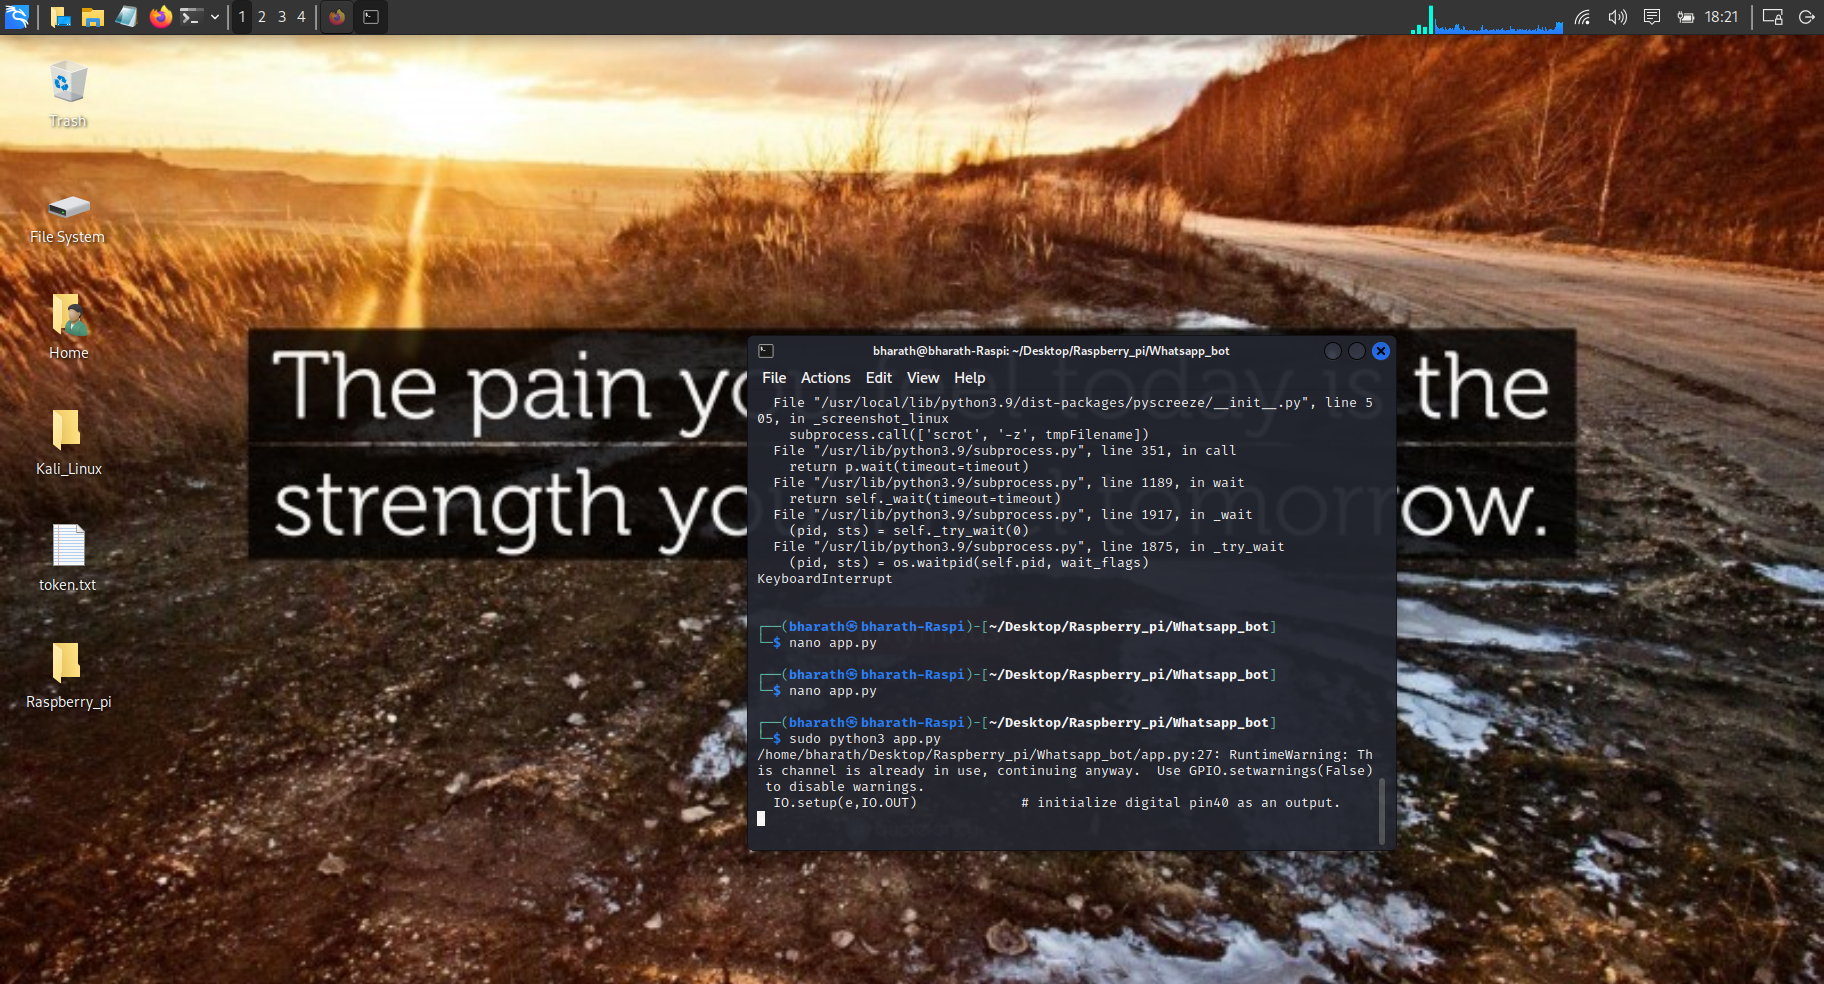 1 2 3 4
18:21
Trash
File System
Home
Kali_Linux
token.txt
Raspberry_pi
The pain yo
today is the
strength yo
tomorrow.
bharath@bharath-Raspi: ~/Desktop/Raspberry_pi/Whatsapp_bot
File Actions Edit View Help
File "/usr/local/lib/python3.9/dist-packages/pyscreeze/__init__.py", line 5
05, in _screenshot_linux
subprocess.call(['scrot', '-z', tmpFilename])
File "/usr/lib/python3.9/subprocess.py", line 351, in call
return p.wait(timeout=timeout)
File "/usr/lib/python3.9/subprocess.py", line 1189, in wait
return self._wait(timeout=timeout)
File "/usr/lib/python3.9/subprocess.py", line 1917, in _wait
(pid, sts) = self._try_wait(0)
File "/usr/lib/python3.9/subprocess.py", line 1875, in _try_wait
(pid, sts) = os.waitpid(self.pid, wait_flags)
KeyboardInterrupt
┌──(bharath㉿bharath-Raspi)-[~/Desktop/Raspberry_pi/Whatsapp_bot]
└─$ nano app.py
┌──(bharath㉿bharath-Raspi)-[~/Desktop/Raspberry_pi/Whatsapp_bot]
└─$ nano app.py
┌──(bharath㉿bharath-Raspi)-[~/Desktop/Raspberry_pi/Whatsapp_bot]
└─$ sudo python3 app.py
/home/bharath/Desktop/Raspberry_pi/Whatsapp_bot/app.py:27: RuntimeWarning: Th
is channel is already in use, continuing anyway.  Use GPIO.setwarnings(False)
to disable warnings.
IO.setup(e,IO.OUT)             # initialize digital pin40 as an output.